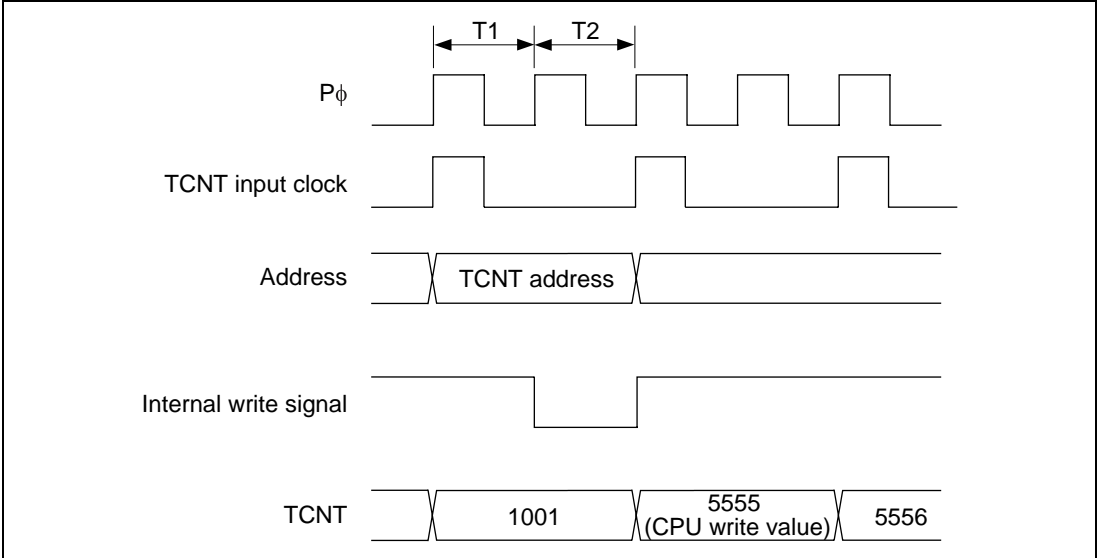 T1 T2
Pϕ
TCNT input clock
Address TCNT address
Internal write signal
TCNT 1001 5555 5556
(CPU write value)